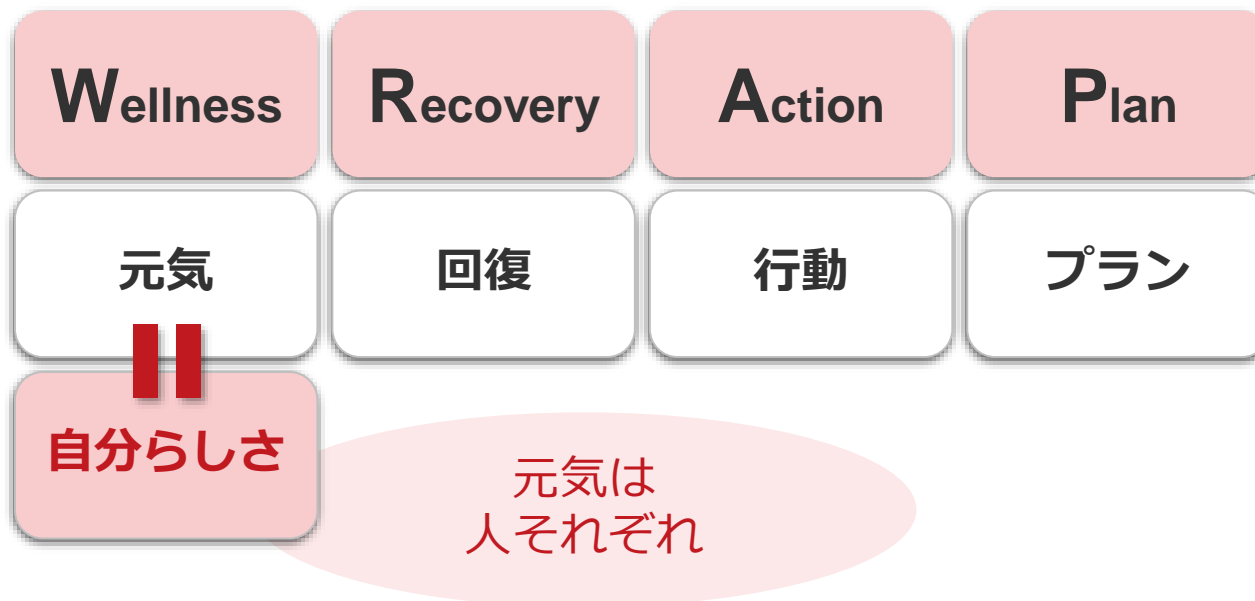 Wellness Recovery Action Plan
元気 回復 行動 プラン
自分らしさ
元気は
人それぞれ